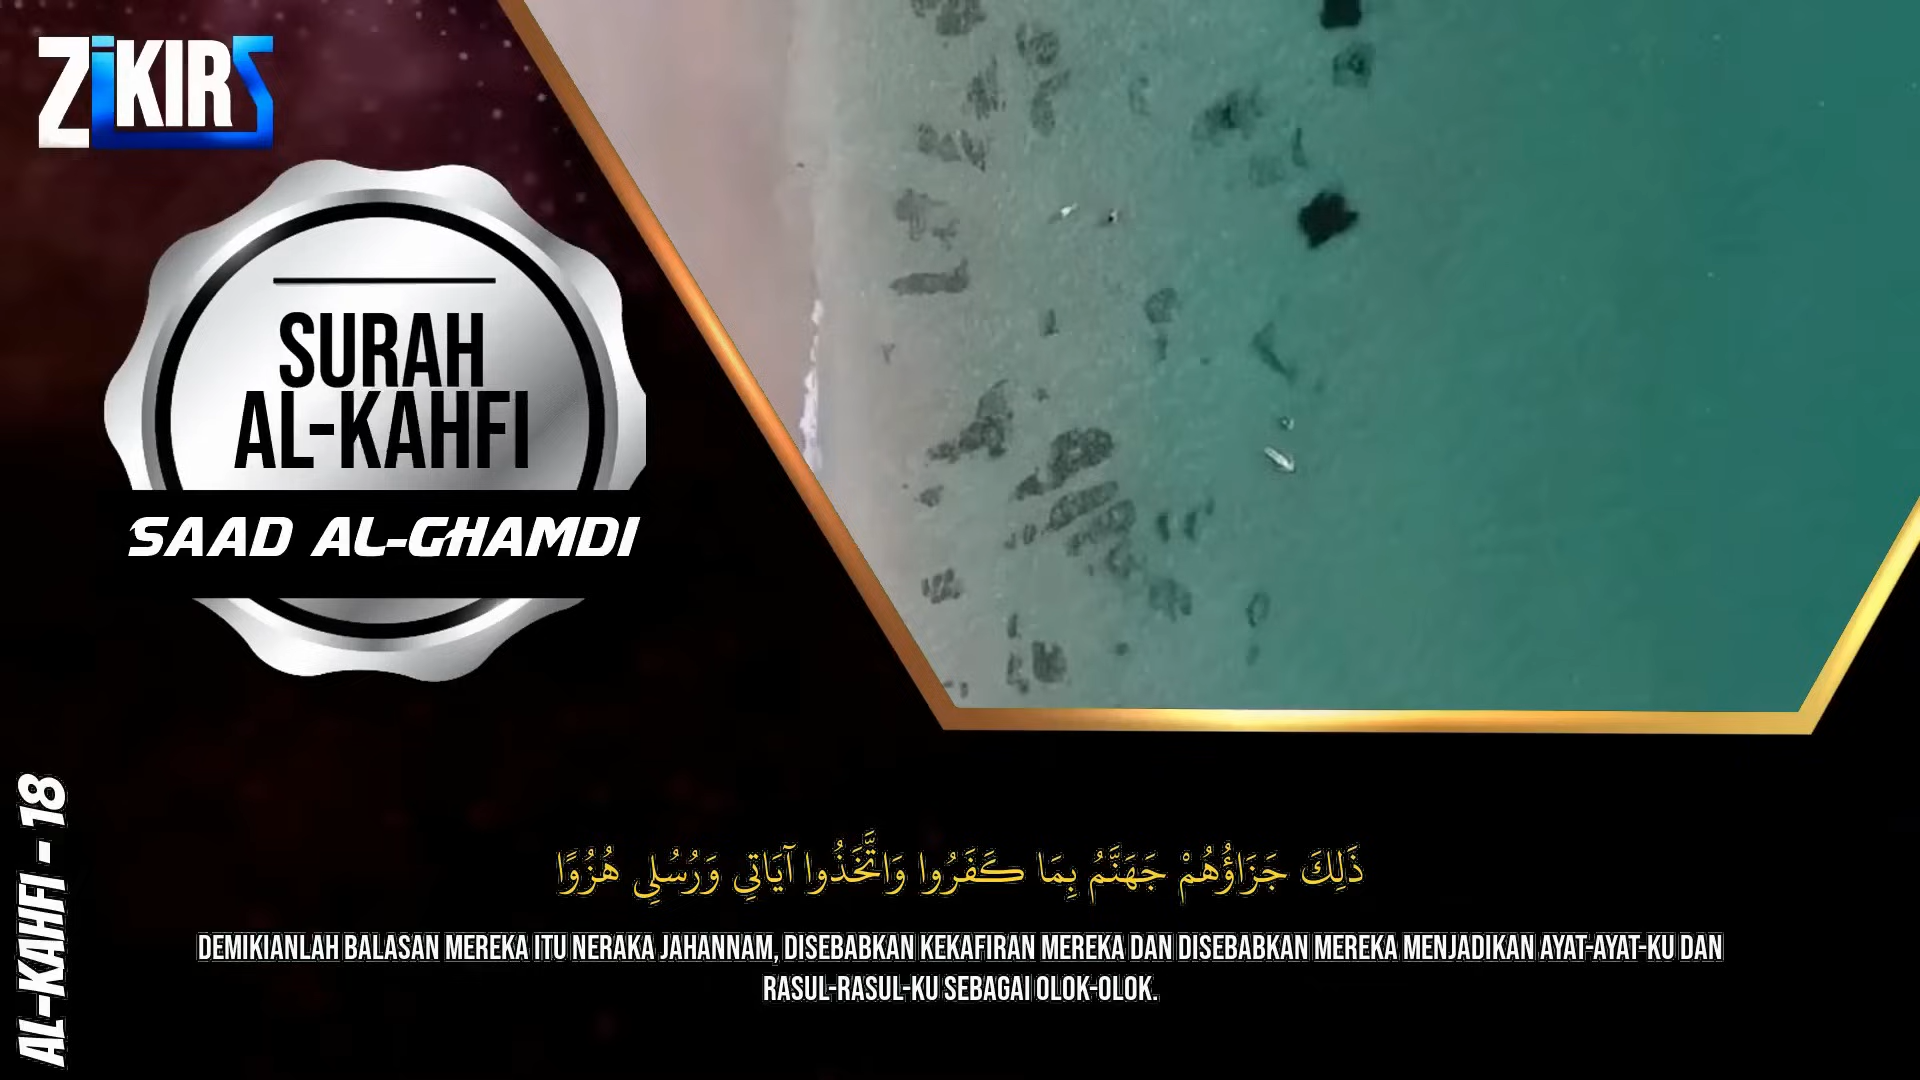 ZiKIRS
SURAH
AL-KAHFI
SAAD AL-GHAMDI
AL-KAHFI - 18
ذَلِكَ جَزَاؤُهُمْ جَهَنَّمُ بِمَا كَفَرُوا وَاتَّخَذُوا آيَاتِي وَرُسُلِي هُزُوًا
DEMIKIANLAH BALASAN MEREKA ITU NERAKA JAHANNAM, DISEBABKAN KEKAFIRAN MEREKA DAN DISEBABKAN MEREKA MENJADIKAN AYAT-AYAT-KU DAN
RASUL-RASUL-KU SEBAGAI OLOK-OLOK.